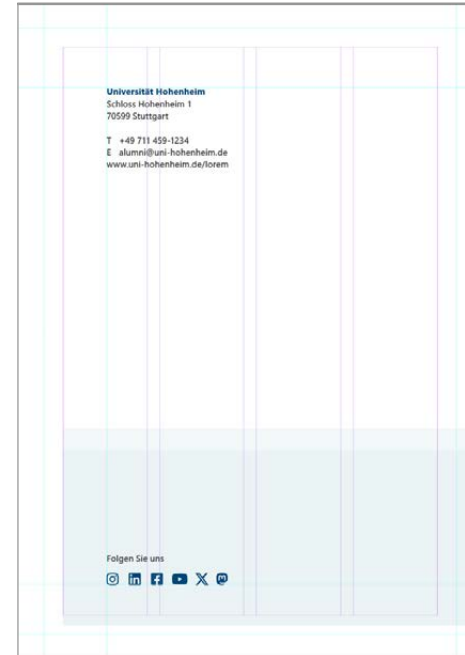 Universität Hohenheim
Schloss Hohenheim 1
70599 Stuttgart
T +49 711 459-1234
E alumni@uni-hohenheim.de
www.uni-hohenheim.de/lorem
Folgen Sie uns